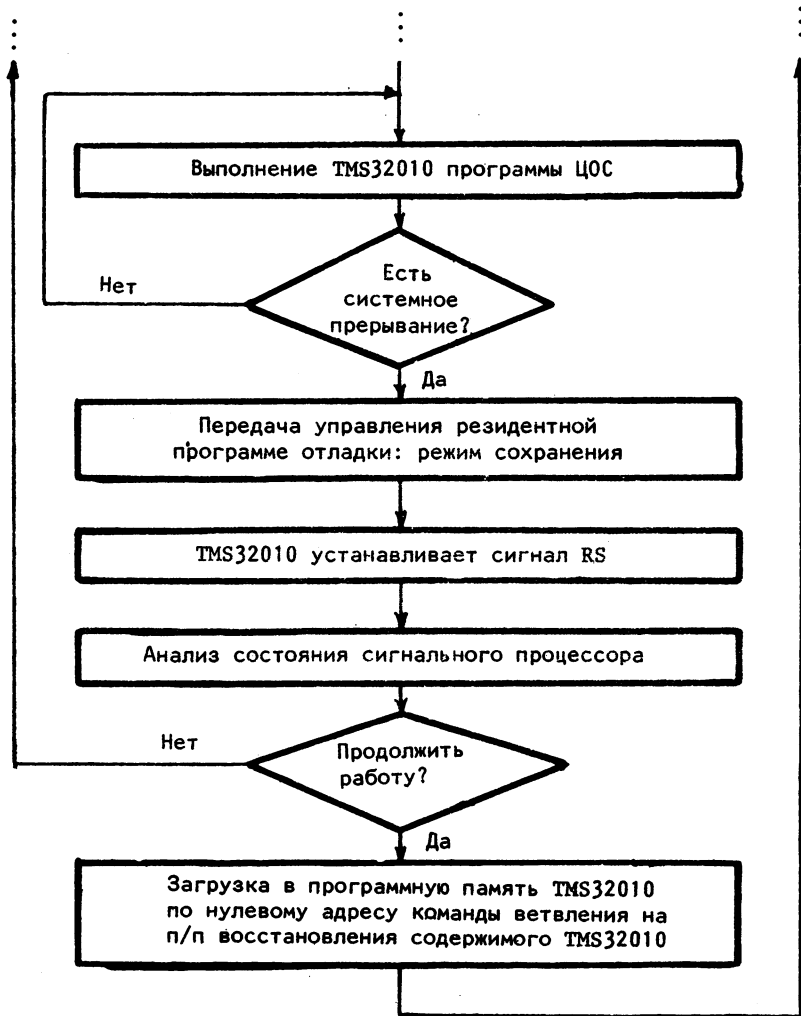 Выполнение TMS32010 программы ЦОС
Есть
системное
прерывание?
Нет
Да
Передача управления резидентной
программе отладки: режим сохранения
TMS32010 устанавливает сигнал RS
Анализ состояния сигнального процессора
Нет
Продолжить
работу?
Да
Загрузка в программную память TMS32010
по нулевому адресу команды ветвления на
п/п восстановления содержимого TMS32010